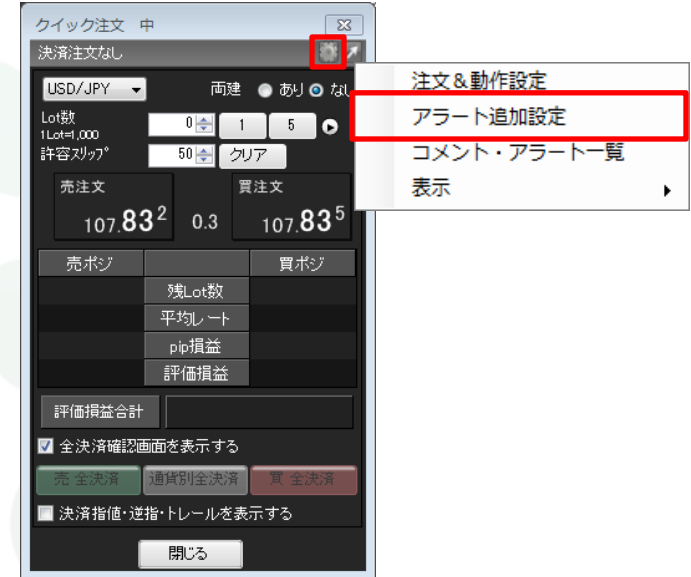 クイック注文　中
決済注文なし
USD/JPY 両建 あり なし
Lot数
1Lot=1,000
0 1 5
許容スリップ 50 クリア
売注文 買注文
107.832 0.3 107.835
売ポジ 買ポジ
残Lot数
平均レート
pip損益
評価損益
評価損益合計
全決済確認画面を表示する
売 全決済 通貨別全決済 買 全決済
決済指値・逆指・トレールを表示する
閉じる
注文＆動作設定
アラート追加設定
コメント・アラート一覧
表示